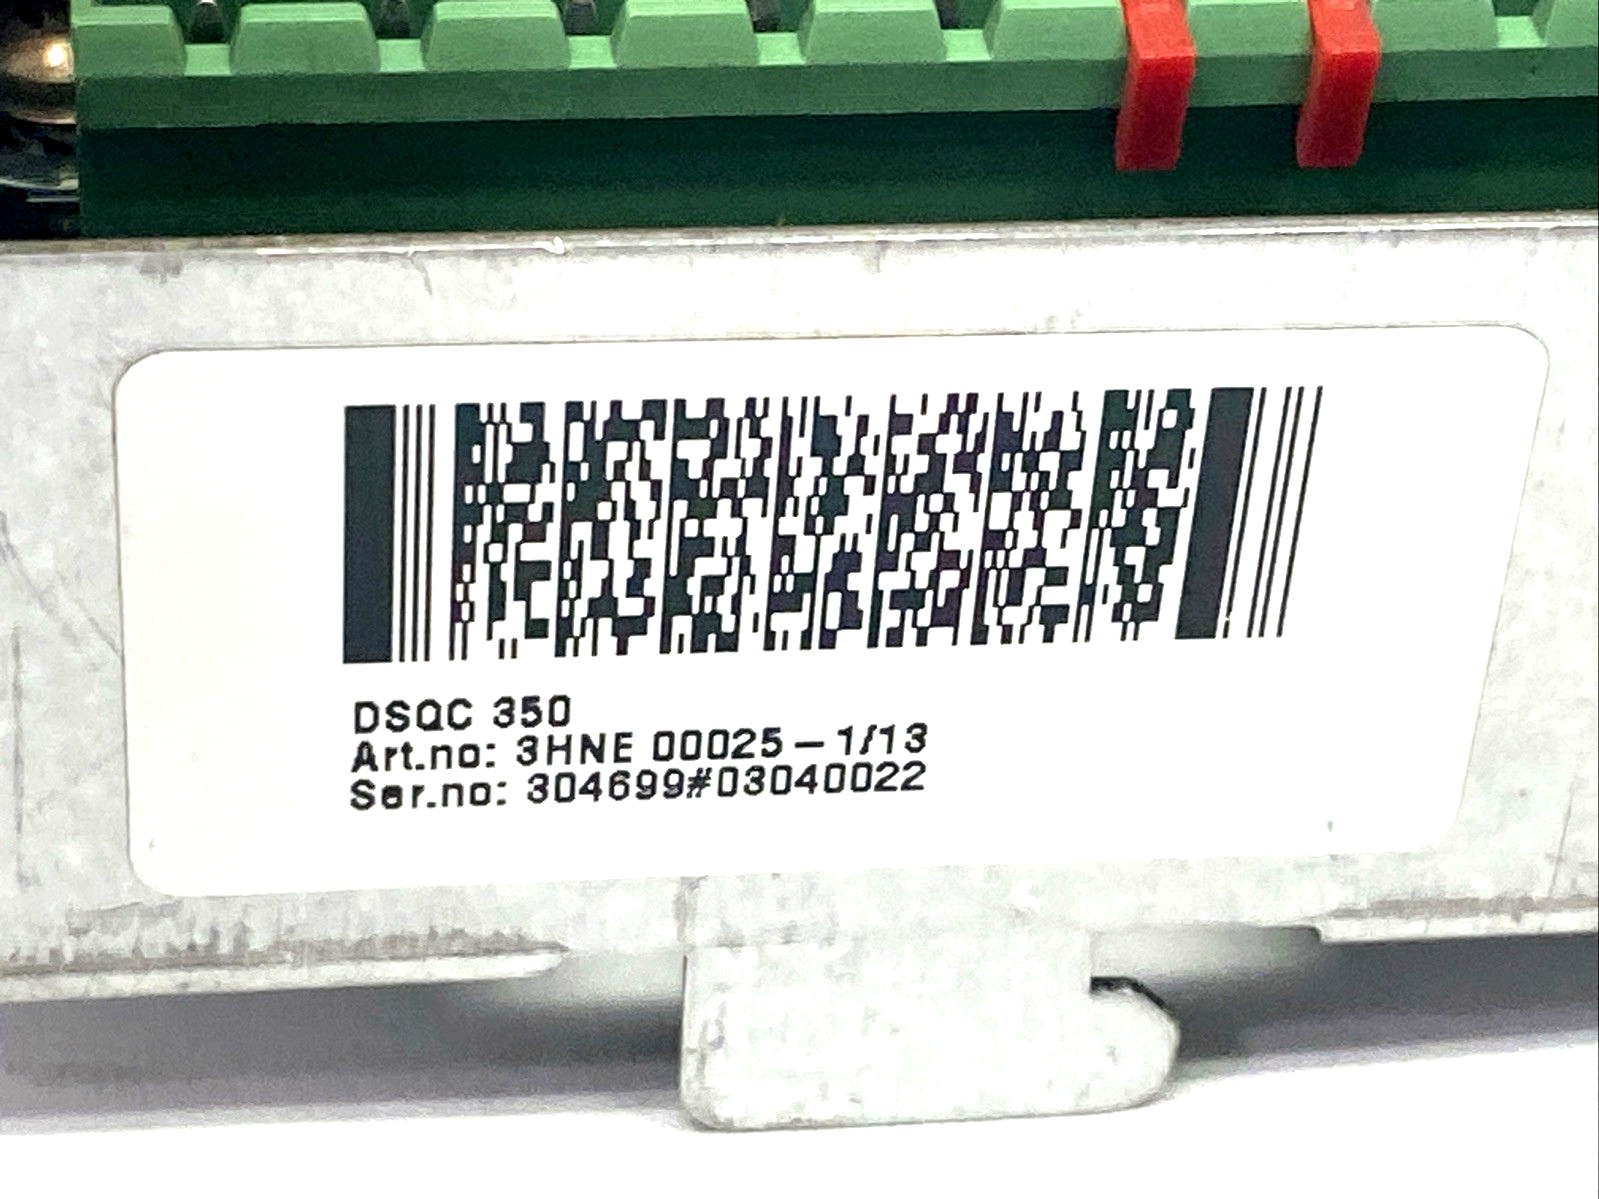 DSQC 350
Art.no: 3HNE 00025-1/13
Ser.no: 304699#03040022